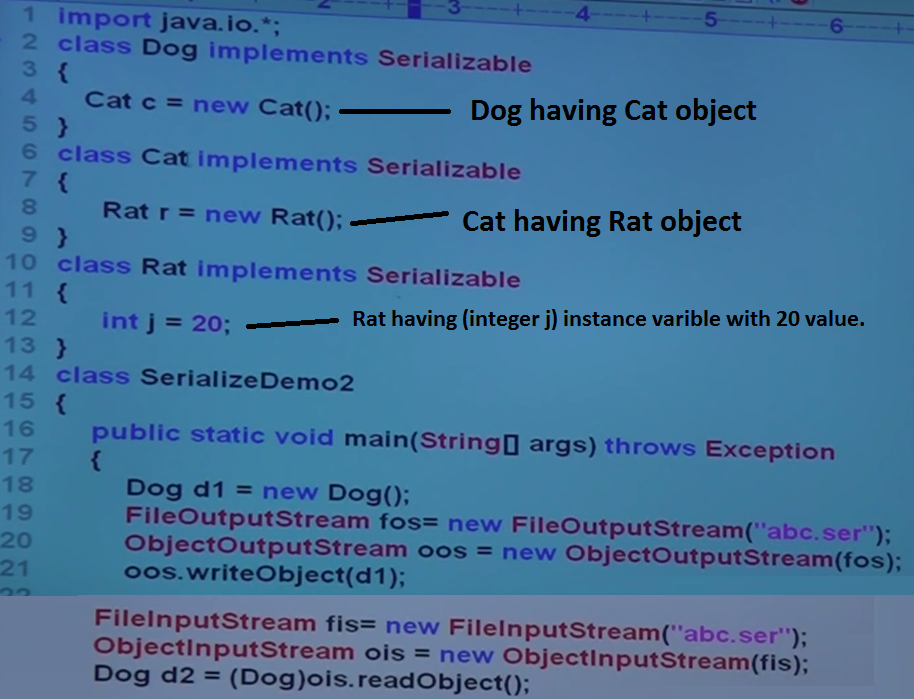 2 3 4 5 6
1 import java.io.*;
2 class Dog implements Serializable
3 {
4 Cat c = new Cat(); Dog having Cat object
5 }
6 class Cat implements Serializable
7 {
8 Rat r = new Rat(); Cat having Rat object
9 }
10 class Rat implements Serializable
11 {
12 int j = 20; Rat having (integer j) instance varible with 20 value.
13 }
14 class SerializeDemo2
15 {
16 public static void main(String[] args) throws Exception
17 {
18 Dog d1 = new Dog();
19 FileOutputStream fos= new FileOutputStream("abc.ser");
20 ObjectOutputStream oos = new ObjectOutputStream(fos);
21 oos.writeObject(d1);
FileInputStream fis= new FileInputStream("abc.ser");
ObjectInputStream ois = new ObjectInputStream(fis);
Dog d2 = (Dog)ois.readObject();